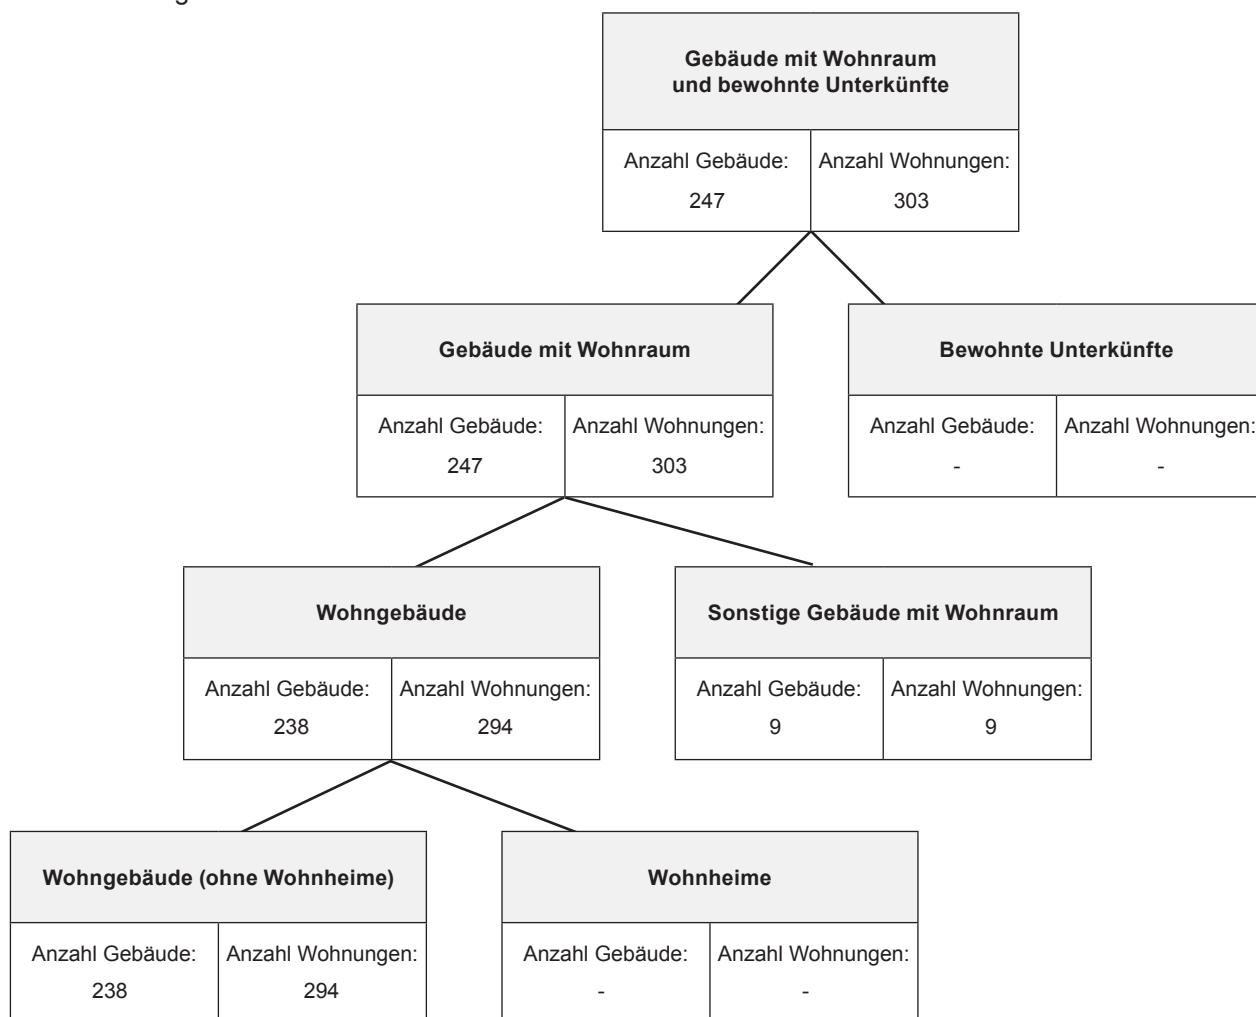 Gebäude mit Wohnraum
und bewohnte Unterkünfte
Anzahl Gebäude:
247
Anzahl Wohnungen:
303
Gebäude mit Wohnraum
Anzahl Gebäude:
247
Anzahl Wohnungen:
303
Bewohnte Unterkünfte
Anzahl Gebäude:
-
Anzahl Wohnungen:
-
Wohngebäude
Anzahl Gebäude:
238
Anzahl Wohnungen:
294
Sonstige Gebäude mit Wohnraum
Anzahl Gebäude:
9
Anzahl Wohnungen:
9
Wohngebäude (ohne Wohnheime)
Anzahl Gebäude:
238
Anzahl Wohnungen:
294
Wohnheime
Anzahl Gebäude:
-
Anzahl Wohnungen:
-